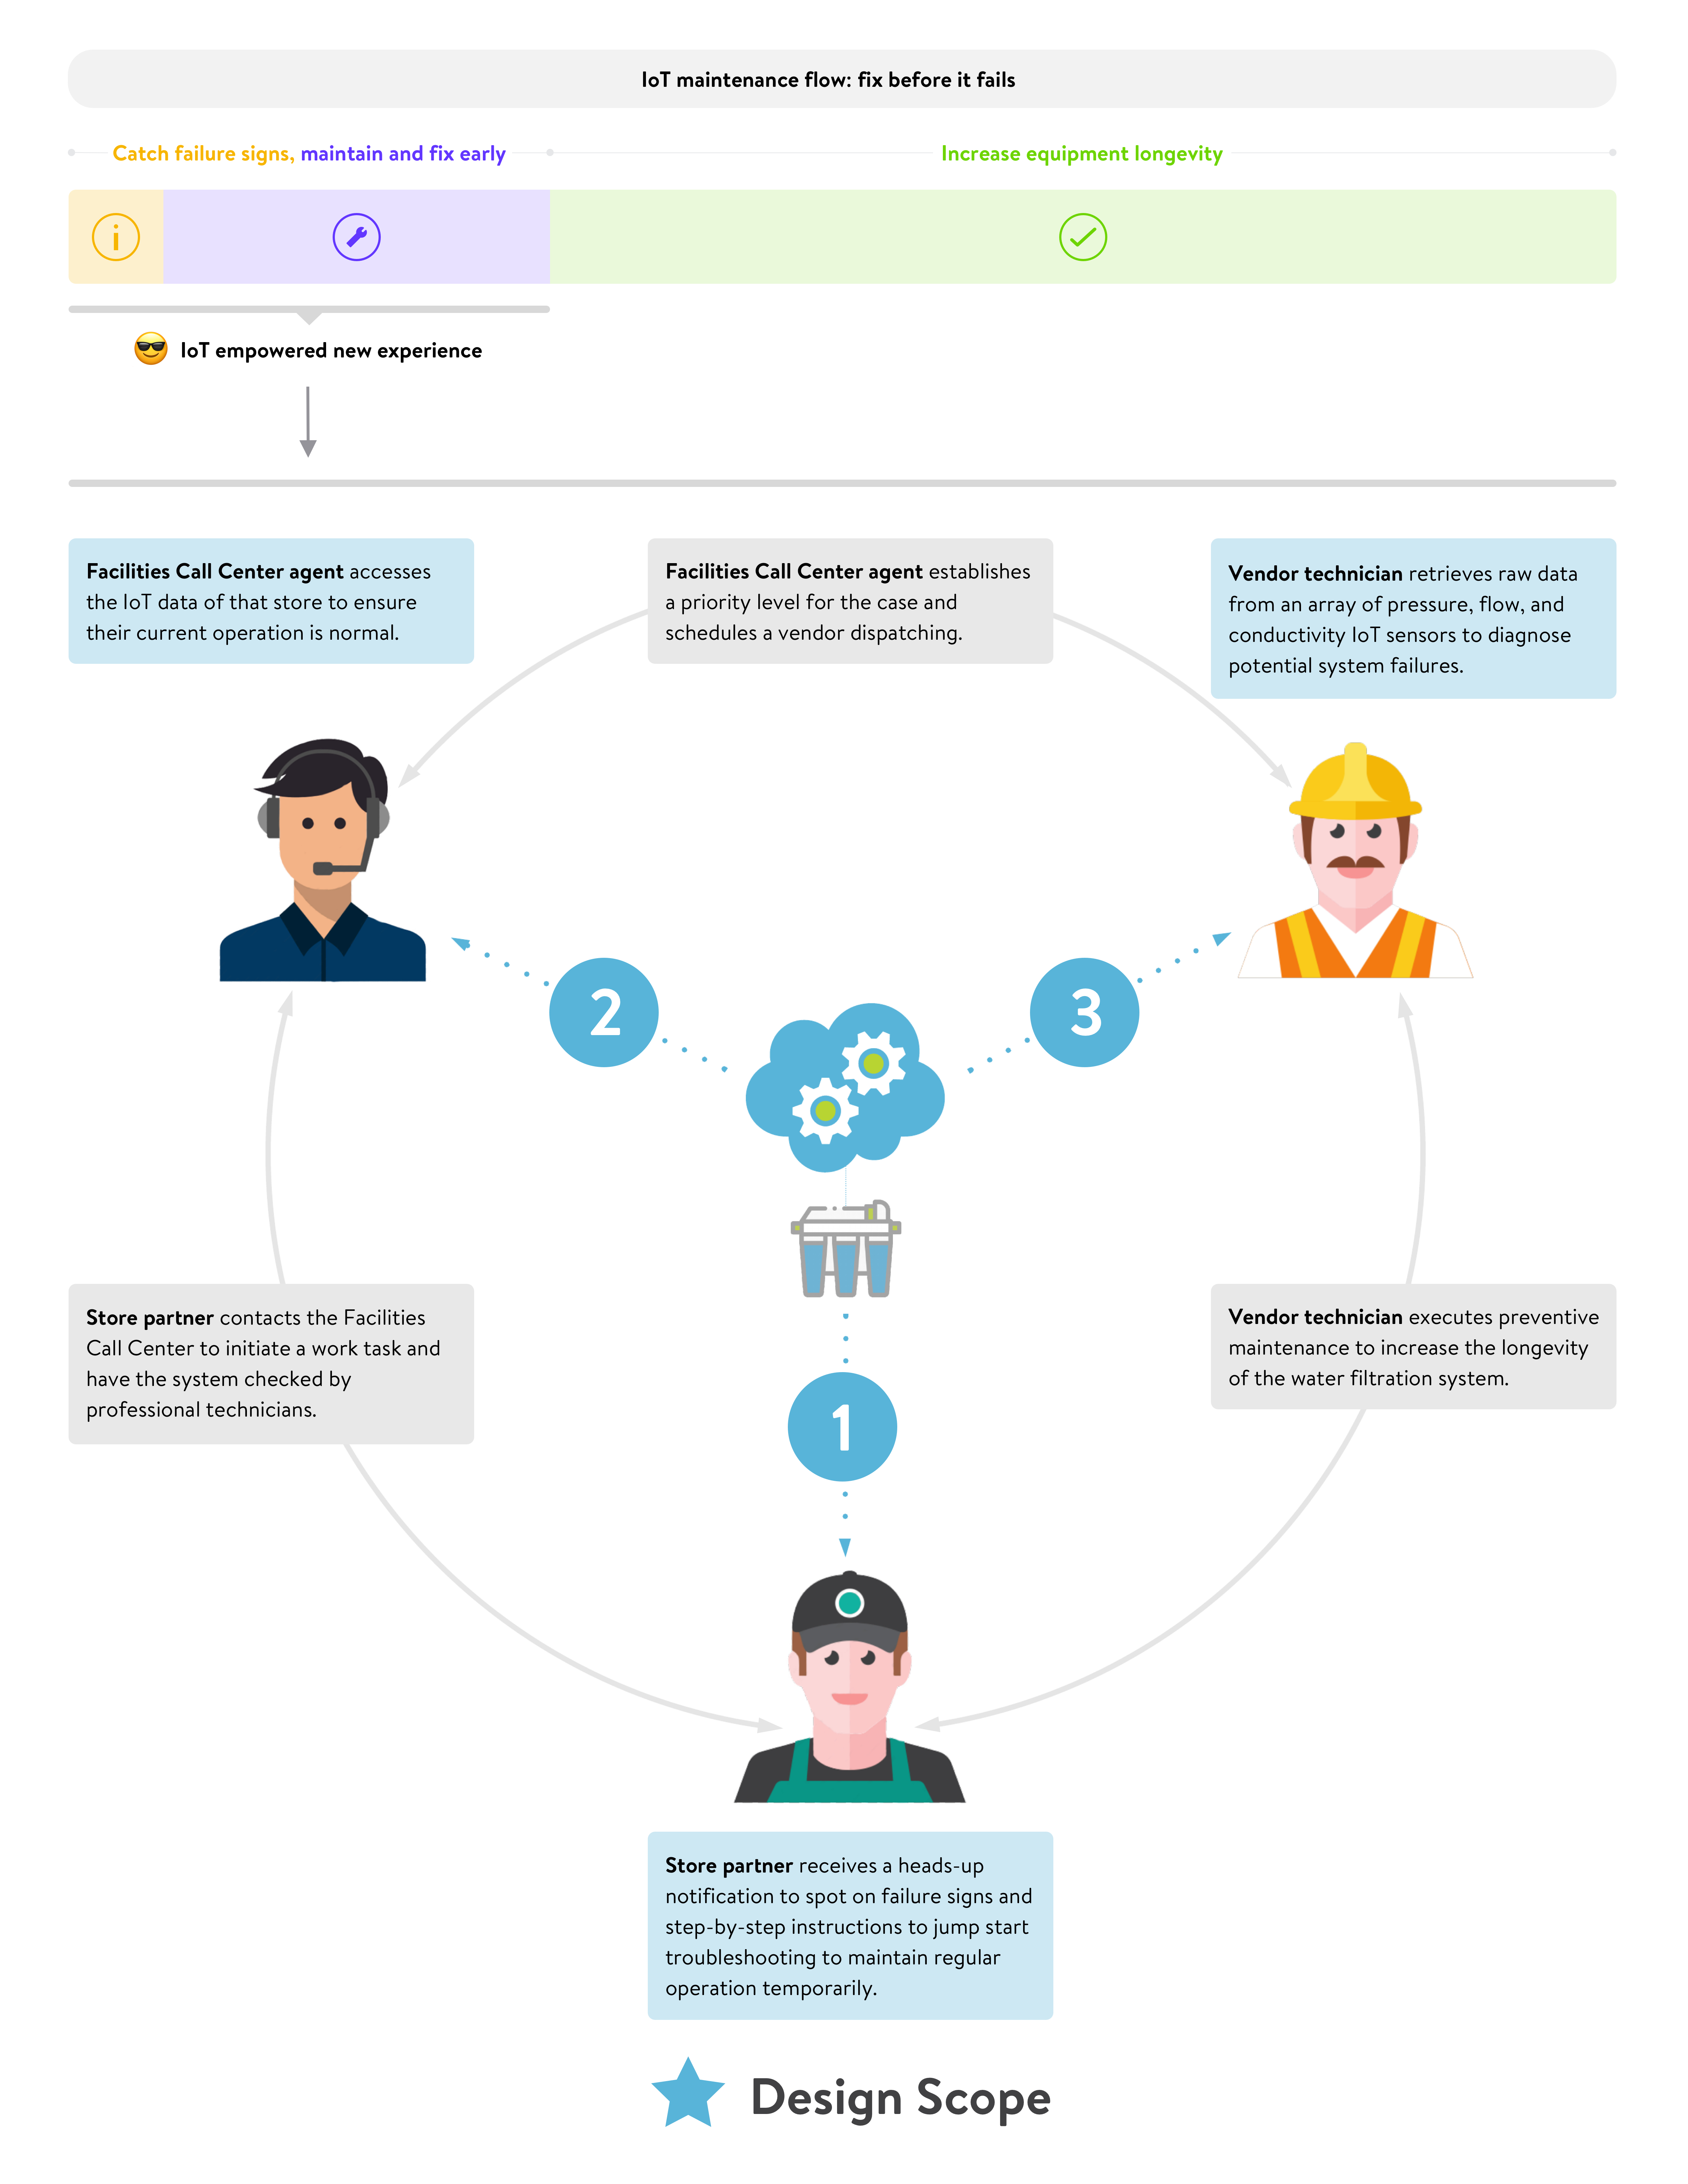 IoT maintenance flow: fix before it fails
Catch failure signs, maintain and fix early
Increase equipment longevity
i
IoT empowered new experience
Facilities Call Center agent accesses
the IoT data of that store to ensure
their current operation is normal.
Facilities Call Center agent establishes
a priority level for the case and
schedules a vendor dispatching.
Vendor technician retrieves raw data
from an array of pressure, flow, and
conductivity IoT sensors to diagnose
potential system failures.
2
3
Store partner contacts the Facilities
Call Center to initiate a work task and
have the system checked by
professional technicians.
Vendor technician executes preventive
maintenance to increase the longevity
of the water filtration system.
1
Store partner receives a heads-up
notification to spot on failure signs and
step-by-step instructions to jump start
troubleshooting to maintain regular
operation temporarily.
Design Scope